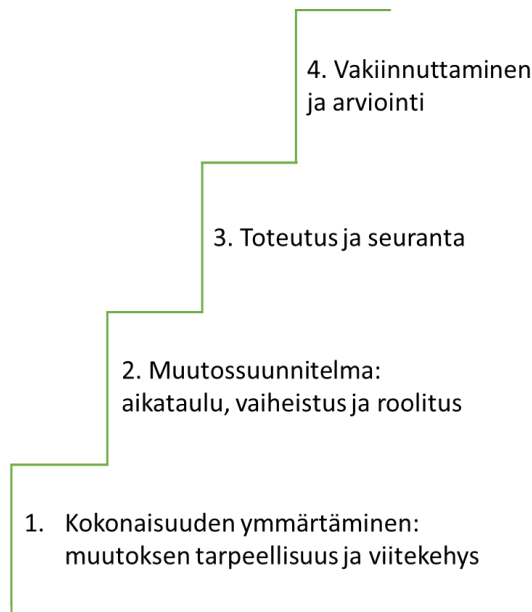 4. Vakiinnuttaminen
ja arviointi
3. Toteutus ja seuranta
2. Muutossuunnitelma:
aikataulu, vaiheistus ja roolitus
1. Kokonaisuuden ymmärtäminen:
muutoksen tarpeellisuus ja viitekehys